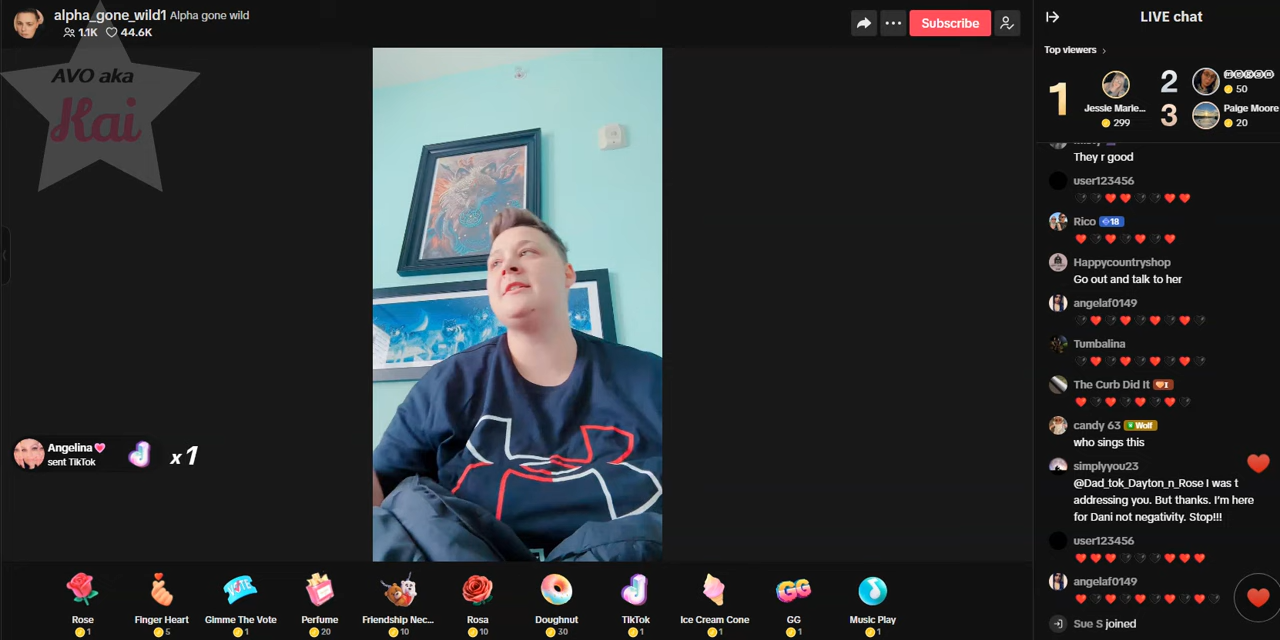 alpha_gone_wild1 Alpha gone wild
1.1K 44.6K
Subscribe
AVO aka
Kai
Angelina
sent TikTok
x1
Rose
1
Finger Heart
5
Gimme The Vote
1
Perfume
20
Friendship Nec...
10
Rosa
10
Doughnut
30
TikTok
1
Ice Cream Cone
1
GG
1
Music Play
1
VOTE
GG
LIVE chat
Top viewers
1
Jessie Marle...
299
2
50
3
Paige Moore
20
They r good
user123456
Rico 18
Happycountryshop
Go out and talk to her
angelaf0149
Tumbalina
The Curb Did It I
candy 63 Wolf
who sings this
simplyyou23
@Dad_tok_Dayton_n_Rose I was t
addressing you. But thanks. I'm here
for Dani not negativity. Stop!!!
user123456
angelaf0149
Sue S joined